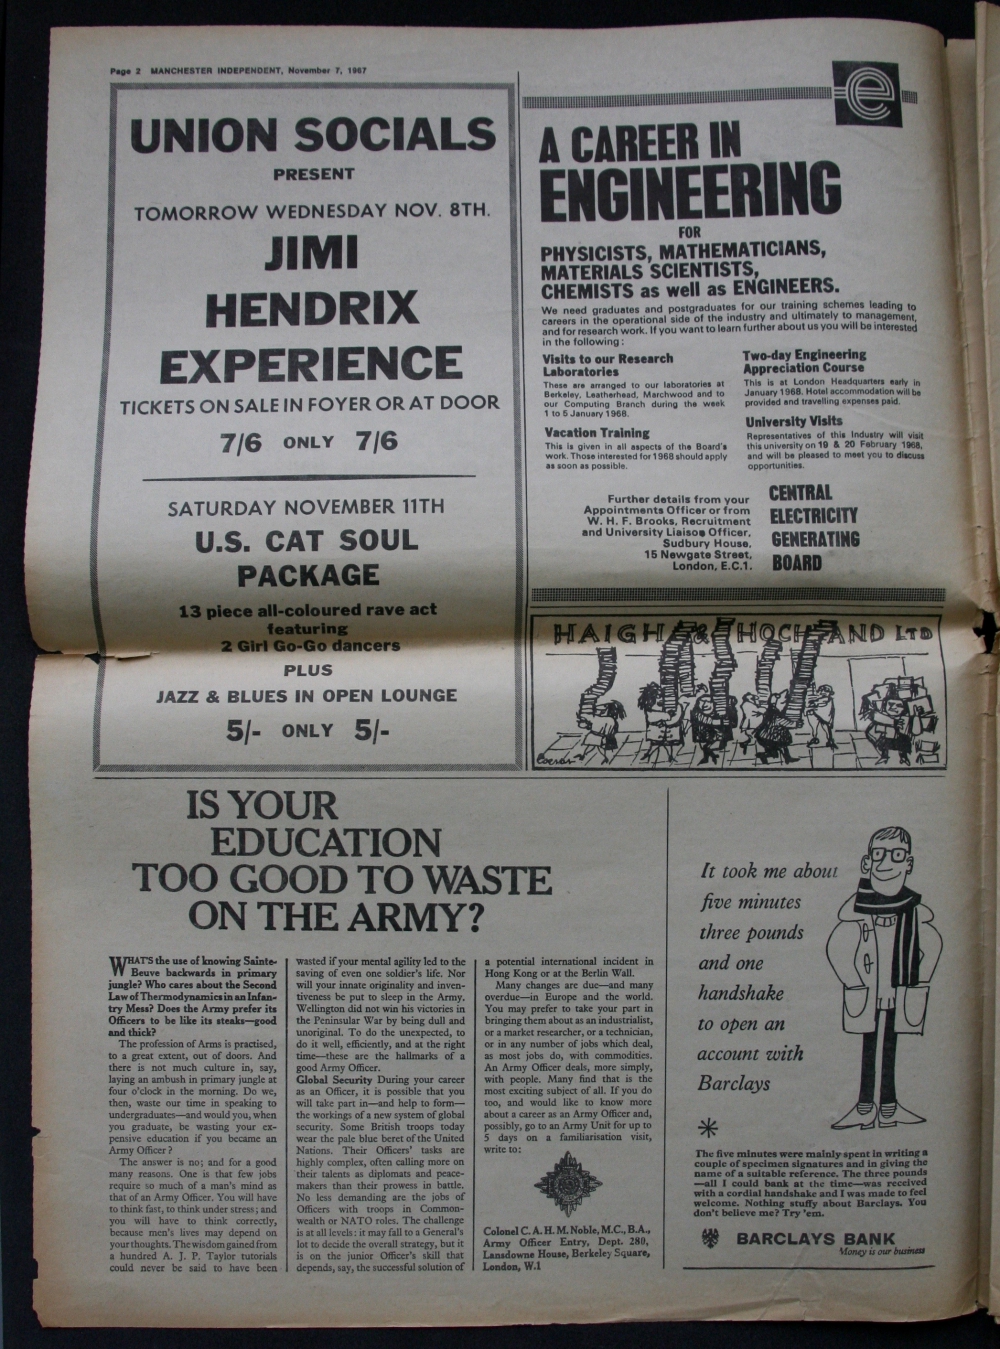 Page 2 MANCHESTER INDEPENDENT, November 7, 1967
UNION SOCIALS
PRESENT
TOMORROW WEDNESDAY NOV. 8TH.
JIMI
HENDRIX
EXPERIENCE
TICKETS ON SALE IN FOYER OR AT DOOR
7/6 ONLY 7/6
SATURDAY NOVEMBER 11TH
U.S. CAT SOUL
PACKAGE
13 piece all-coloured rave act
featuring
2 Girl Go-Go dancers
PLUS
JAZZ & BLUES IN OPEN LOUNGE
5/- ONLY 5/-
e
A CAREER IN
ENGINEERING
FOR
PHYSICISTS, MATHEMATICIANS,
MATERIALS SCIENTISTS,
CHEMISTS as well as ENGINEERS.
We need graduates and postgraduates for our training schemes leading to
careers in the operational side of the industry and ultimately to management,
and for research work. If you want to learn further about us you will be interested
in the following:
Visits to our Research
Laboratories
These are arranged to our laboratories at
Berkeley, Leatherhead, Marchwood and to
our Computing Branch during the week
1 to 5 January 1968.
Vacation Training
This is given in all aspects of the Board's
work. Those interested for 1968 should apply
as soon as possible.
Two-day Engineering
Appreciation Course
This is at London Headquarters early in
January 1968. Hotel accommodation will be
provided and travelling expenses paid.
University Visits
Representatives of this Industry will visit
this university on 19 & 20 February 1968,
and will be pleased to meet you to discuss
opportunities.
Further details from your
Appointments Officer or from
W. H. F. Brooks, Recruitment
and University Liaison Officer,
Sudbury House,
15 Newgate Street,
London, E.C.1.
CENTRAL
ELECTRICITY
GENERATING
BOARD
HAIGH & HOCHLAND LTD
IS YOUR
EDUCATION
TOO GOOD TO WASTE
ON THE ARMY?
WHAT'S the use of knowing Sainte-
Beuve backwards in primary
jungle? Who cares about the Second
Law of Thermodynamics in an Infan-
try Mess? Does the Army prefer its
Officers to be like its steaks—good
and thick?
The profession of Arms is practised,
to a great extent, out of doors. And
there is not much culture in, say,
laying an ambush in primary jungle at
four o'clock in the morning. Do we,
then, waste our time in speaking to
undergraduates—and would you, when
you graduate, be wasting your ex-
pensive education if you became an
Army Officer?
The answer is no; and for a good
many reasons. One is that few jobs
require so much of a man's mind as
that of an Army Officer. You will have
to think fast, to think under stress; and
you will have to think correctly,
because men's lives may depend on
your thoughts. The wisdom gained from
a hundred A. J. P. Taylor tutorials
could never be said to have been
wasted if your mental agility led to the
saving of even one soldier's life. Nor
will your innate originality and inven-
tiveness be put to sleep in the Army.
Wellington did not win his victories in
the Peninsular War by being dull and
unoriginal. To do the unexpected, to
do it well, efficiently, and at the right
time—these are the hallmarks of a
good Army Officer.
Global Security During your career
as an Officer, it is possible that you
will take part in—and help to form—
the workings of a new system of global
security. Some British troops today
wear the pale blue beret of the United
Nations. Their Officers' tasks are
highly complex, often calling more on
their talents as diplomats and peace-
makers than their prowess in battle.
No less demanding are the jobs of
Officers with troops in Common-
wealth or NATO roles. The challenge
is at all levels: it may fall to a General's
lot to decide the overall strategy, but it
is on the junior Officer's skill that
depends, say, the successful solution of
a potential international incident in
Hong Kong or at the Berlin Wall.
Many changes are due—and many
overdue—in Europe and the world.
You may prefer to take your part in
bringing them about as an industrialist,
or a market researcher, or a technician,
or in any number of jobs which deal,
as most jobs do, with commodities.
An Army Officer deals, more simply,
with people. Many find that is the
most exciting subject of all. If you do
too, and would like to know more
about a career as an Army Officer and,
possibly, go to an Army Unit for up to
5 days on a familiarisation visit,
write to:
Colonel C. A. H. M. Noble, M.C., B.A.,
Army Officer Entry, Dept. 280,
Lansdowne House, Berkeley Square,
London, W.1
It took me about
five minutes
three pounds
and one
handshake
to open an
account with
Barclays
*
The five minutes were mainly spent in writing a
couple of specimen signatures and in giving the
name of a suitable reference. The three pounds
—all I could bank at the time—was received
with a cordial handshake and I was made to feel
welcome. Nothing stuffy about Barclays. You
don't believe me? Try 'em.
BARCLAYS BANK
Money is our business